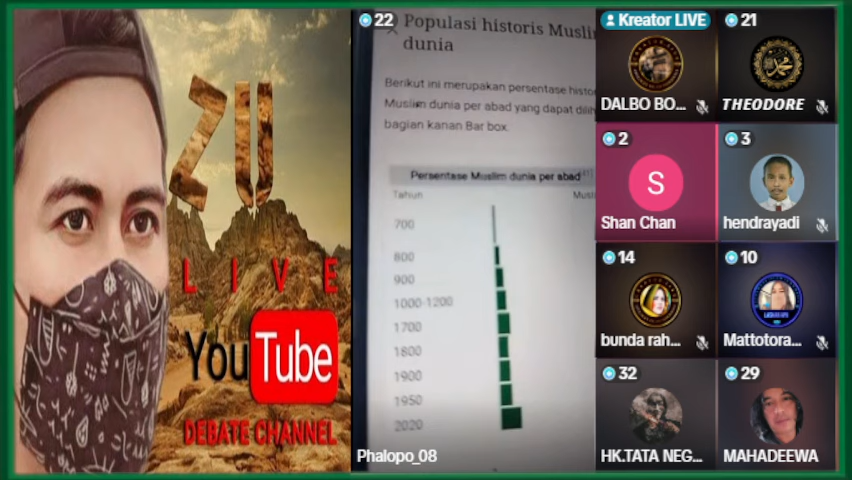 ZU
LIVE
YouTube
DEBATE CHANNEL
22
Populasi historis Muslim
dunia
Berikut ini merupakan persentase histo
Muslim dunia per abad yang dapat dilih
bagian kanan Bar box.
Persentase Muslim dunia per abad
Tahun
Musl
700
800
900
1000-1200
1700
1800
1900
1950
2020
Phalopo_08
Kreator LIVE
DALBO BO...
21
THEODORE
2
S
Shan Chan
3
hendrayadi
14
bunda rah...
10
Mattotora...
32
HK.TATA NEG...
29
MAHADEEWA